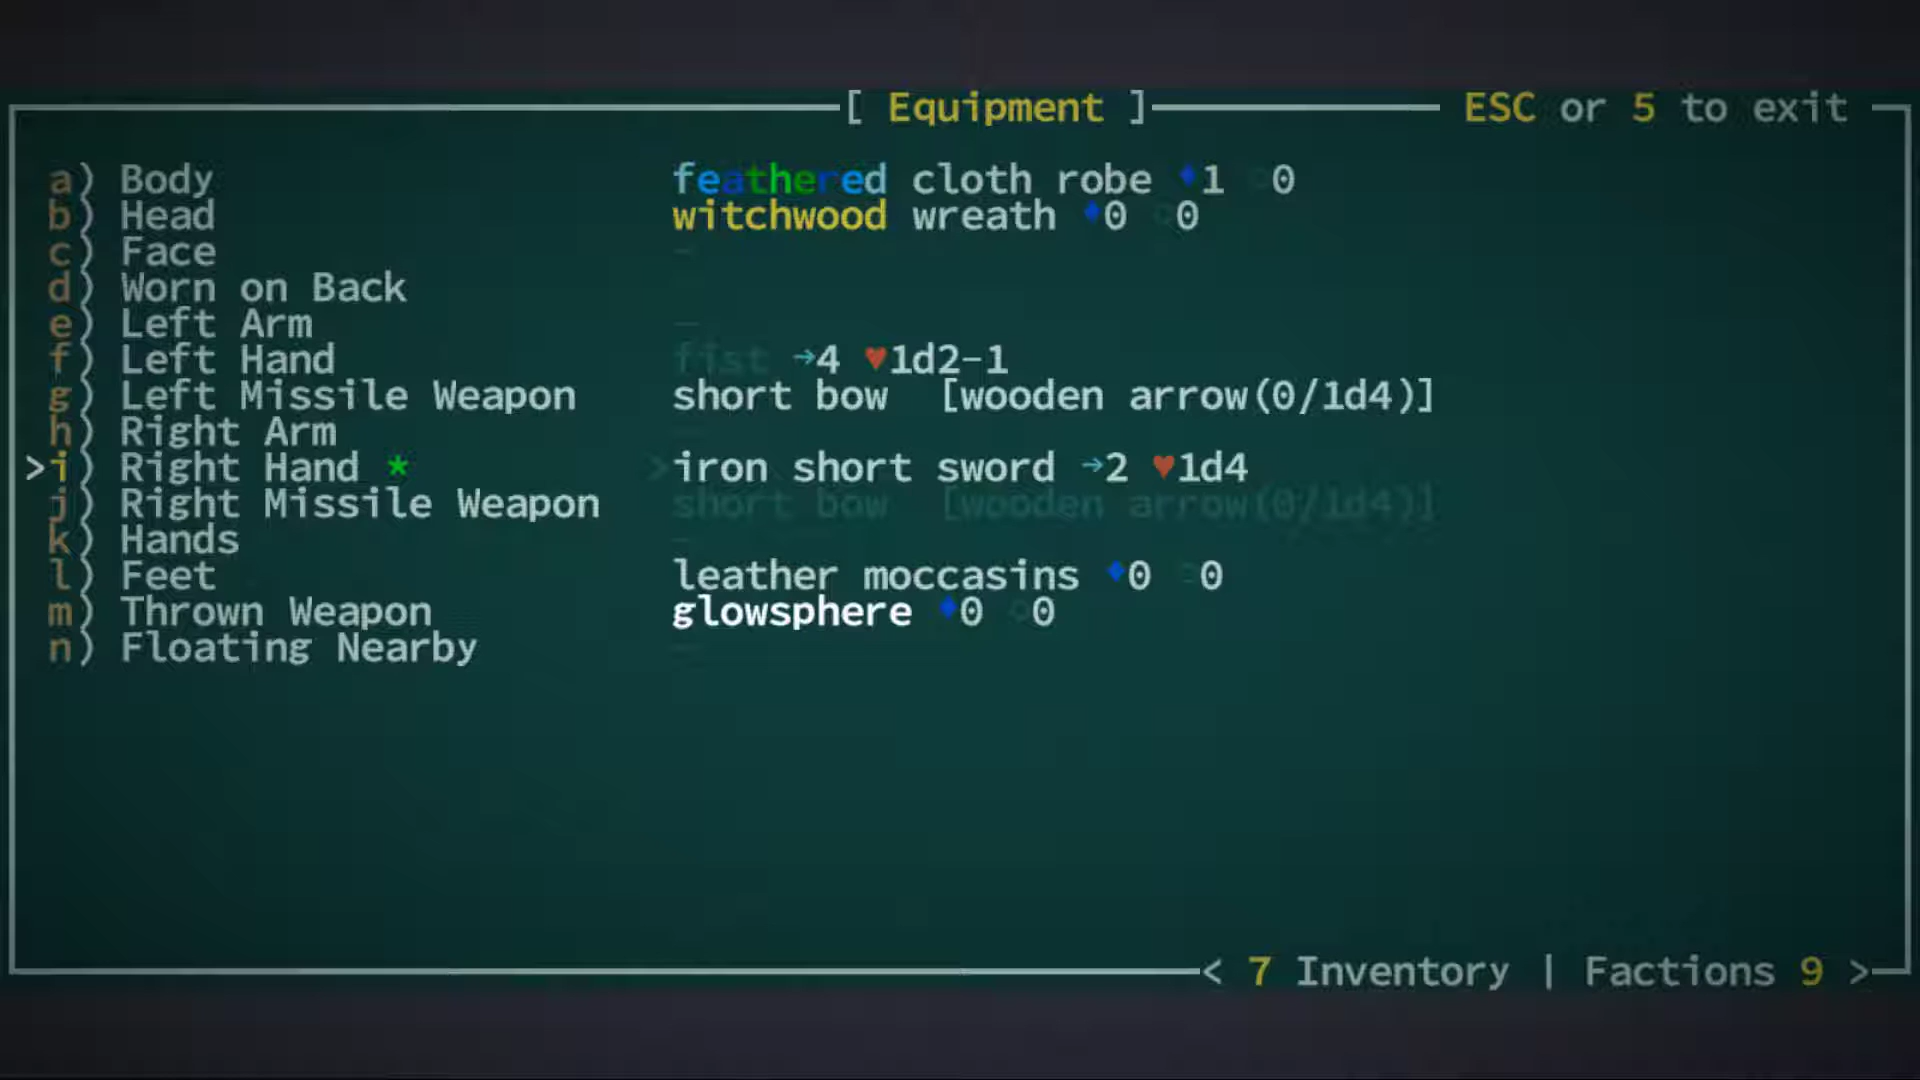 [ Equipment ] ESC or 5 to exit
a) Body feathered cloth robe ♦1 ○0
b) Head witchwood wreath ♦0 ○0
c) Face -
d) Worn on Back
e) Left Arm -
f) Left Hand fist →4 ♥1d2-1
g) Left Missile Weapon short bow [wooden arrow(0/1d4)]
h) Right Arm -
>i) Right Hand * >iron short sword →2 ♥1d4
j) Right Missile Weapon short bow [wooden arrow(0/1d4)]
k) Hands -
l) Feet leather moccasins ♦0 ○0
m) Thrown Weapon glowsphere ♦0 ○0
n) Floating Nearby -
< 7 Inventory | Factions 9 >